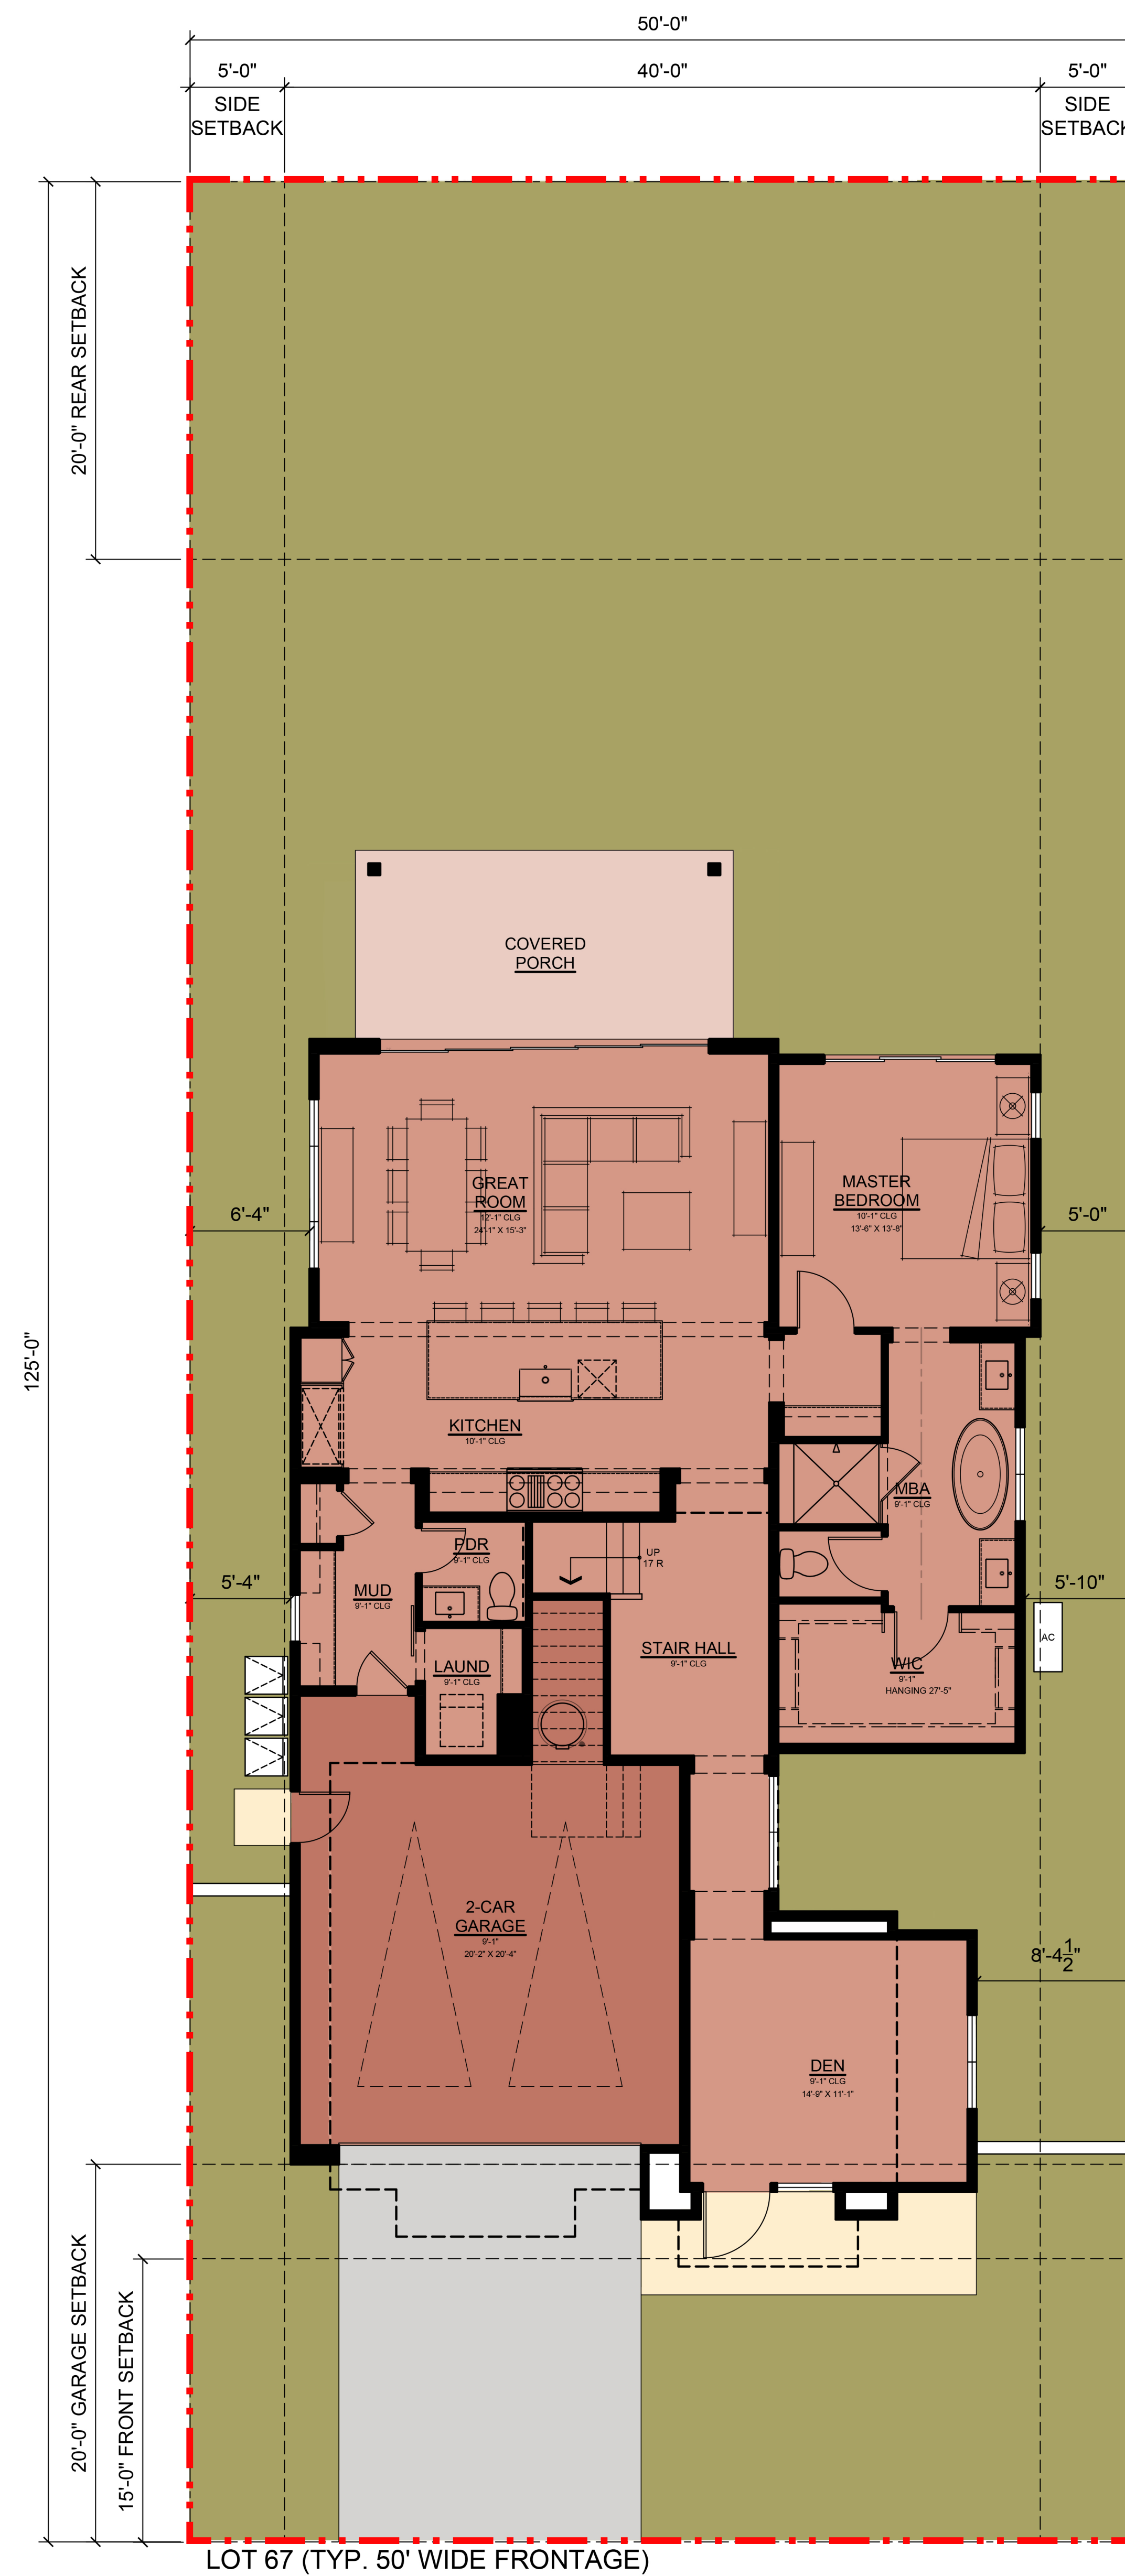 50'-0"
5'-0"
40'-0"
5'-0"
SIDE
SETBACK
SIDE
SETBACK
20'-0" REAR SETBACK
125'-0"
COVERED
PORCH
GREAT
ROOM
12'-1" CLG
24'-1" X 15'-3"
MASTER
BEDROOM
10'-1" CLG
13'-6" X 13'-8"
6'-4"
5'-0"
KITCHEN
10'-1" CLG
MBA
9'-1" CLG
PDR
9'-1" CLG
UP
17 R
5'-4"
MUD
9'-1" CLG
5'-10"
AC
STAIR HALL
9'-1" CLG
LAUND
9'-1" CLG
WIC
9'-1"
HANGING 27'-5"
2-CAR
GARAGE
9'-1"
20'-2" X 20'-4"
8'-4 1/2"
DEN
9'-1" CLG
14'-9" X 11'-1"
20'-0" GARAGE SETBACK
15'-0" FRONT SETBACK
LOT 67 (TYP. 50' WIDE FRONTAGE)